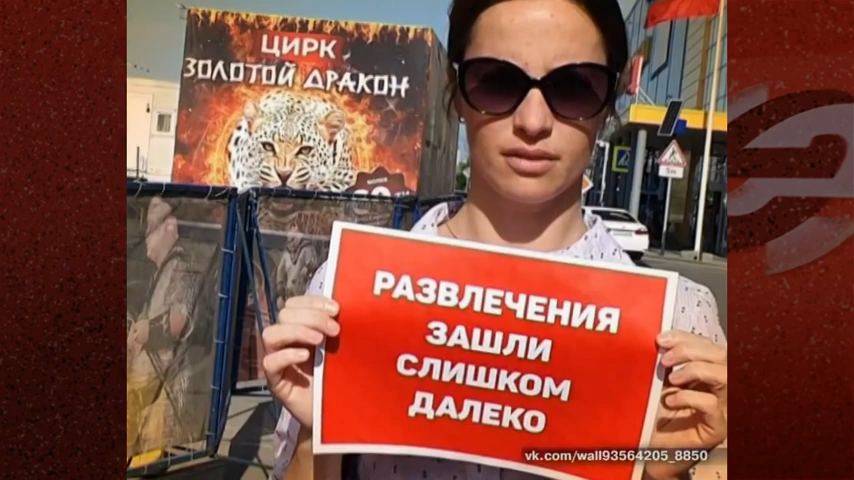 ЦИРК
ЗОЛОТОЙ ДРАКОН
РАЗВЛЕЧЕНИЯ
ЗАШЛИ
СЛИШКОМ
ДАЛЕКО
vk.com/wall93564205_8850